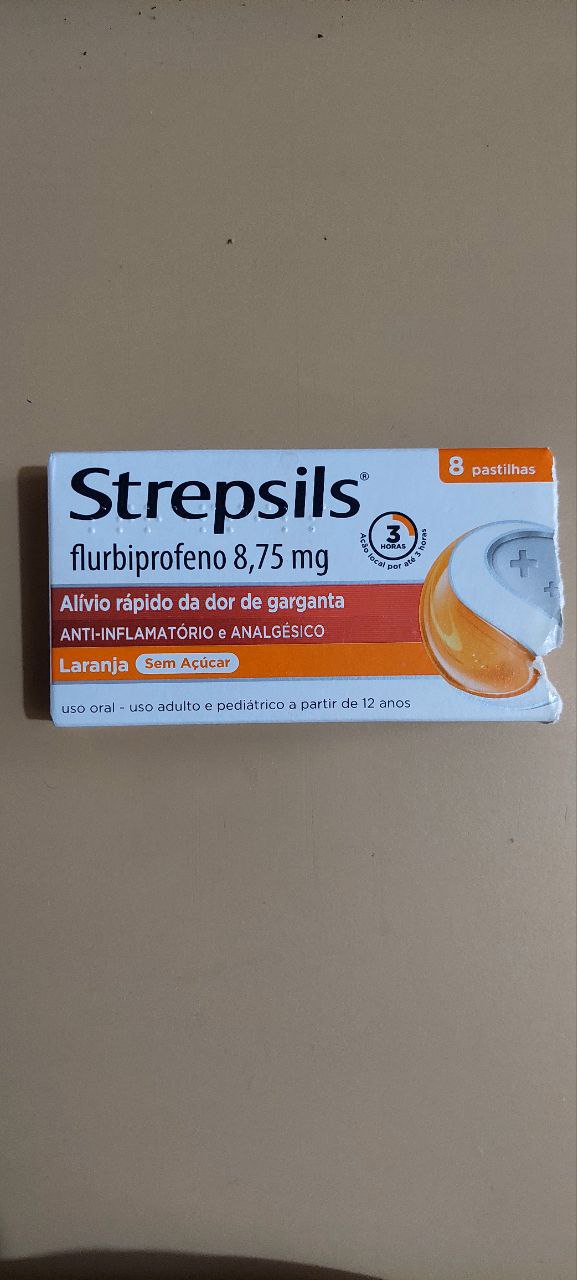 8 pastilhas
Strepsils®
flurbiprofeno 8,75 mg
3
HORAS
Ação local por até 3 horas
Alívio rápido da dor de garganta
ANTI-INFLAMATÓRIO e ANALGÉSICO
Laranja Sem Açúcar
uso oral - uso adulto e pediátrico a partir de 12 anos